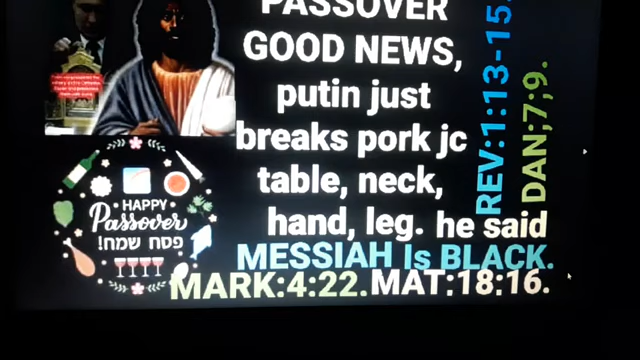 PASSOVER
GOOD NEWS,
putin just
breaks pork jc
table, neck,
hand, leg. he said
MESSIAH Is BLACK.
MARK:4:22. MAT:18:16.
REV:1:13-15.
DAN;7;9.
HAPPY
Passover
פסח שמח!